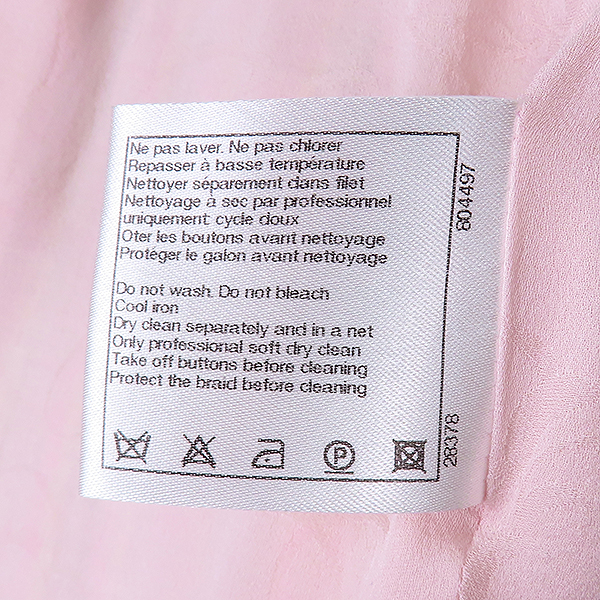 Ne pas laver. Ne pas chlorer
Repasser à basse température
Nettoyer séparement dans filet
Nettoyage à sec par professionnel
uniquement cycle doux
Oter les boutons avant nettoyage
Protéger le galon avant nettoyage
Do not wash. Do not bleach
Cool iron
Dry clean separately and in a net
Only professional soft dry clean
Take off buttons before cleaning
Protect the braid before cleaning
P
804497
28378